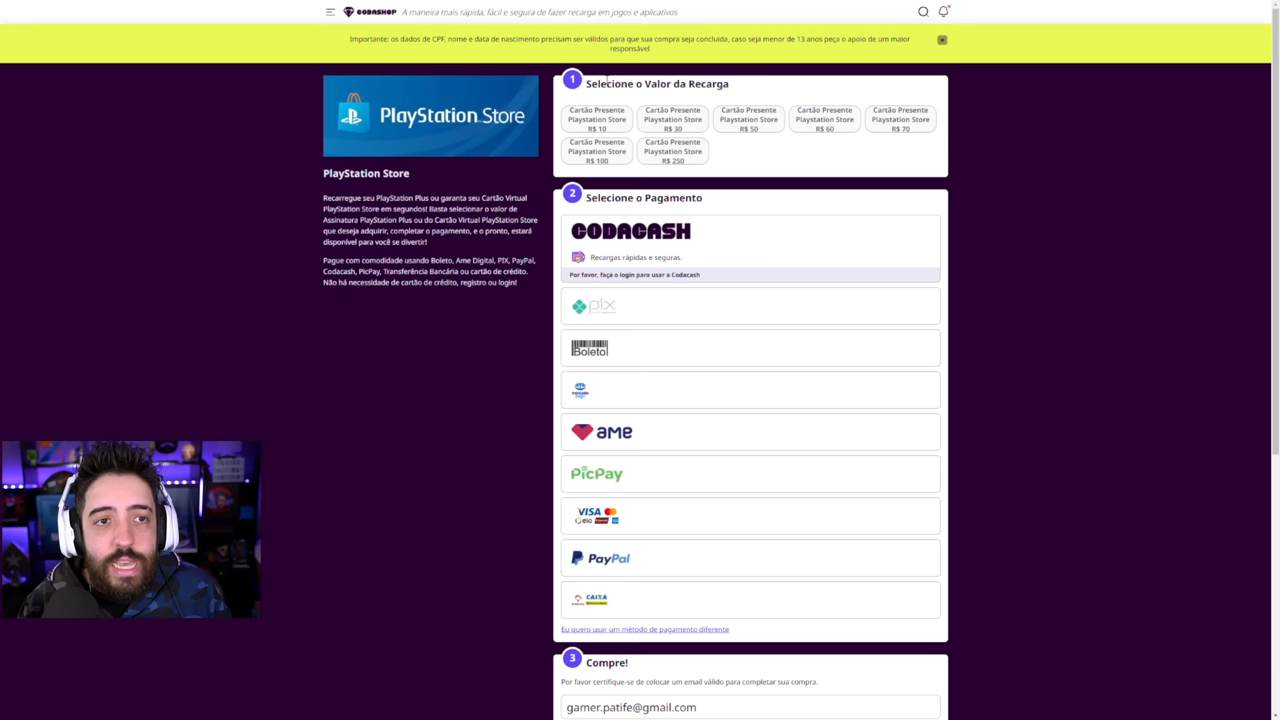 CODASHOP A maneira mais rápida, fácil e segura de fazer recarga em jogos e aplicativos
Importante: os dados de CPF, nome e data de nascimento precisam ser válidos para que sua compra seja concluida, caso seja menor de 13 anos peça o apoio de um maior
responsável
PlayStation Store
PlayStation Store
Recarregue seu PlayStation Plus ou garanta seu Cartão Virtual
PlayStation Store em segundos! Basta selecionar o valor de
Assinatura PlayStation Plus ou do Cartão Virtual PlayStation Store
que deseja adquirir, completar o pagamento, e o pronto, estará
disponível para você se divertir!
Pague com comodidade usando Boleto, Ame Digital, PIX, PayPal,
Codacash, PicPay, Transferência Bancária ou cartão de crédito.
Não há necessidade de cartão de crédito, registro ou login!
1 Selecione o Valor da Recarga
Cartão Presente Playstation Store R$ 10
Cartão Presente Playstation Store R$ 30
Cartão Presente Playstation Store R$ 50
Cartão Presente Playstation Store R$ 60
Cartão Presente Playstation Store R$ 70
Cartão Presente Playstation Store R$ 100
Cartão Presente Playstation Store R$ 250
2 Selecione o Pagamento
CODACASH
Recargas rápidas e seguras.
Por favor, faça o login para usar a Codacash
pix
Boleto
mercado pago
ame
PicPay
VISA
elo
PayPal
CAIXA
Eu quero usar um método de pagamento diferente
3 Compre!
Por favor certifique-se de colocar um email válido para completar sua compra.
gamer.patife@gmail.com